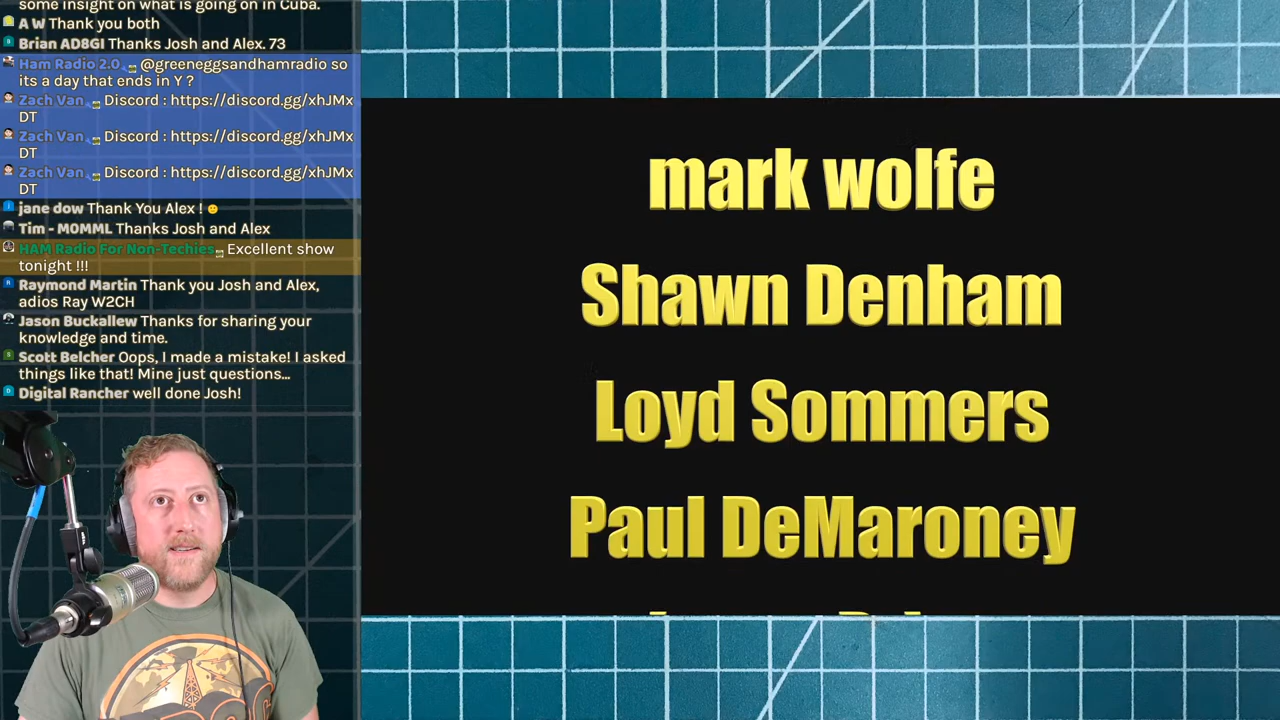 some insight on what is going on in Cuba.
A W Thank you both
Brian AD8GI Thanks Josh and Alex. 73
Ham Radio 2.0 @greeneggsandhamradio so
its a day that ends in Y ?
Zach Van Discord : https://discord.gg/xhJMx
DT
Zach Van Discord : https://discord.gg/xhJMx
DT
Zach Van Discord : https://discord.gg/xhJMx
DT
jane dow Thank You Alex !
Tim - M0MML Thanks Josh and Alex
HAM Radio For Non-Techies Excellent show
tonight !!!
Raymond Martin Thank you Josh and Alex,
adios Ray W2CH
Jason Buckallew Thanks for sharing your
knowledge and time.
Scott Belcher Oops, I made a mistake! I asked
things like that! Mine just questions...
Digital Rancher well done Josh!
mark wolfe
Shawn Denham
Loyd Sommers
Paul DeMaroney